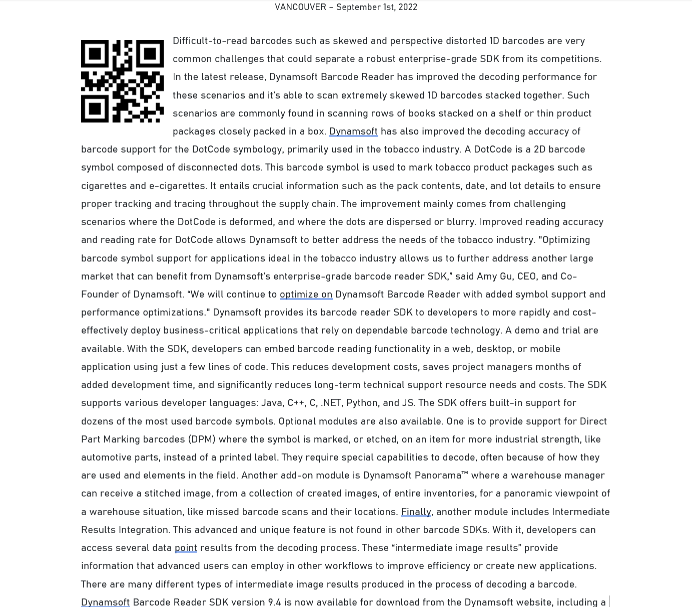 VANCOUVER – September 1st, 2022
Difficult-to-read barcodes such as skewed and perspective distorted 1D barcodes are very
common challenges that could separate a robust enterprise-grade SDK from its competitions.
In the latest release, Dynamsoft Barcode Reader has improved the decoding performance for
these scenarios and it's able to scan extremely skewed 1D barcodes stacked together. Such
scenarios are commonly found in scanning rows of books stacked on a shelf or thin product
packages closely packed in a box. Dynamsoft has also improved the decoding accuracy of
barcode support for the DotCode symbology, primarily used in the tobacco industry. A DotCode is a 2D barcode
symbol composed of disconnected dots. This barcode symbol is used to mark tobacco product packages such as
cigarettes and e-cigarettes. It entails crucial information such as the pack contents, date, and lot details to ensure
proper tracking and tracing throughout the supply chain. The improvement mainly comes from challenging
scenarios where the DotCode is deformed, and where the dots are dispersed or blurry. Improved reading accuracy
and reading rate for DotCode allows Dynamsoft to better address the needs of the tobacco industry. "Optimizing
barcode symbol support for applications ideal in the tobacco industry allows us to further address another large
market that can benefit from Dynamsoft's enterprise-grade barcode reader SDK," said Amy Gu, CEO, and Co-
Founder of Dynamsoft. "We will continue to optimize on Dynamsoft Barcode Reader with added symbol support and
performance optimizations." Dynamsoft provides its barcode reader SDK to developers to more rapidly and cost-
effectively deploy business-critical applications that rely on dependable barcode technology. A demo and trial are
available. With the SDK, developers can embed barcode reading functionality in a web, desktop, or mobile
application using just a few lines of code. This reduces development costs, saves project managers months of
added development time, and significantly reduces long-term technical support resource needs and costs. The SDK
supports various developer languages: Java, C++, C, .NET, Python, and JS. The SDK offers built-in support for
dozens of the most used barcode symbols. Optional modules are also available. One is to provide support for Direct
Part Marking barcodes (DPM) where the symbol is marked, or etched, on an item for more industrial strength, like
automotive parts, instead of a printed label. They require special capabilities to decode, often because of how they
are used and elements in the field. Another add-on module is Dynamsoft Panorama™ where a warehouse manager
can receive a stitched image, from a collection of created images, of entire inventories, for a panoramic viewpoint of
a warehouse situation, like missed barcode scans and their locations. Finally, another module includes Intermediate
Results Integration. This advanced and unique feature is not found in other barcode SDKs. With it, developers can
access several data point results from the decoding process. These "intermediate image results" provide
information that advanced users can employ in other workflows to improve efficiency or create new applications.
There are many different types of intermediate image results produced in the process of decoding a barcode.
Dynamsoft Barcode Reader SDK version 9.4 is now available for download from the Dynamsoft website, including a